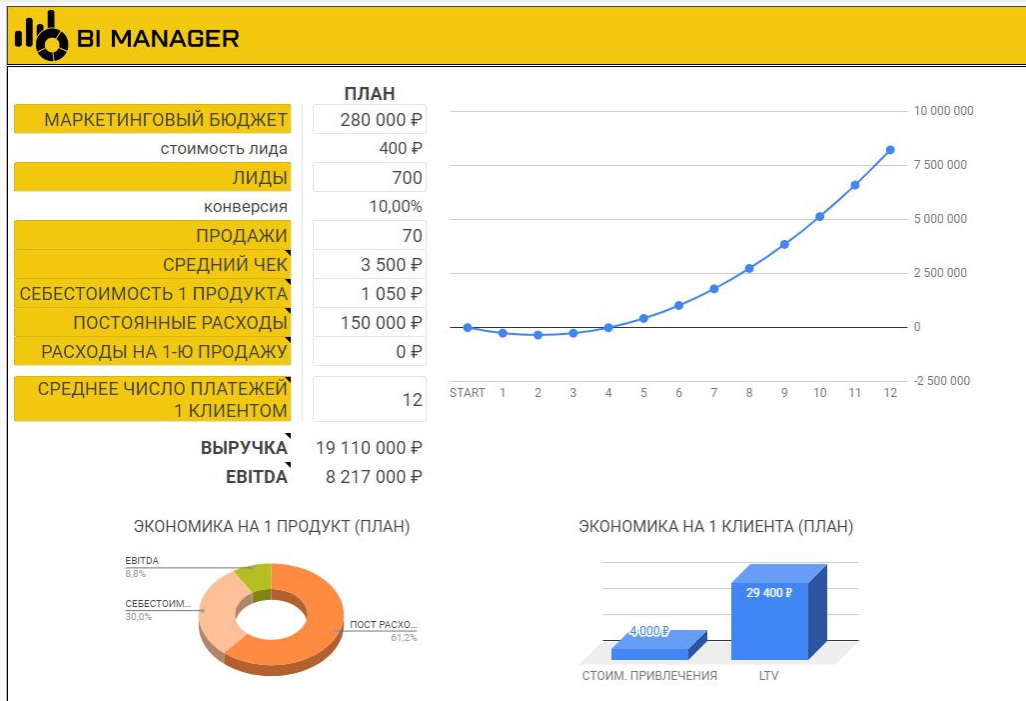 BI MANAGER
ПЛАН
МАРКЕТИНГОВЫЙ БЮДЖЕТ 280 000 ₽
стоимость лида 400 ₽
ЛИДЫ 700
конверсия 10,00%
ПРОДАЖИ 70
СРЕДНИЙ ЧЕК 3 500 ₽
СЕБЕСТОИМОСТЬ 1 ПРОДУКТА 1 050 ₽
ПОСТОЯННЫЕ РАСХОДЫ 150 000 ₽
РАСХОДЫ НА 1-Ю ПРОДАЖУ 0 ₽
СРЕДНЕЕ ЧИСЛО ПЛАТЕЖЕЙ
1 КЛИЕНТОМ 12
ВЫРУЧКА 19 110 000 ₽
EBITDA 8 217 000 ₽
10 000 000
7 500 000
5 000 000
2 500 000
0
-2 500 000
START 1 2 3 4 5 6 7 8 9 10 11 12
ЭКОНОМИКА НА 1 ПРОДУКТ (ПЛАН)
EBITDA
8,8%
СЕБЕСТОИМ...
30,0%
ПОСТ РАСХО...
61,2%
ЭКОНОМИКА НА 1 КЛИЕНТА (ПЛАН)
4 000 ₽
29 400 ₽
СТОИМ. ПРИВЛЕЧЕНИЯ LTV